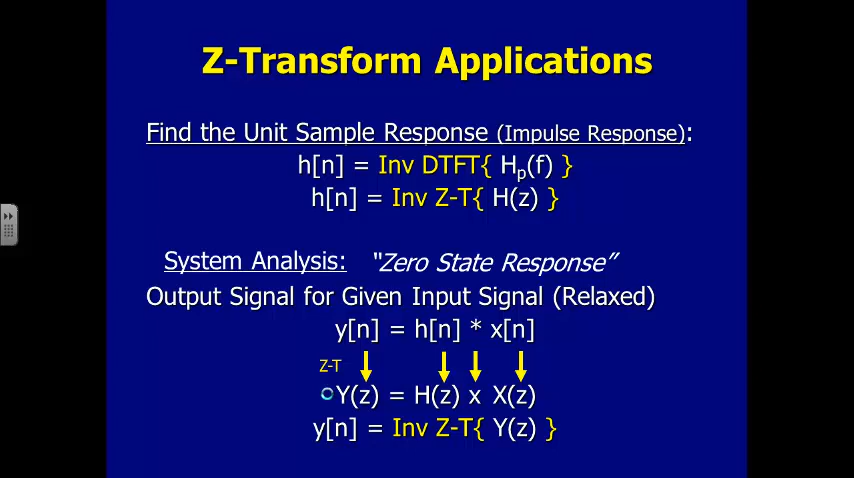 Z-Transform Applications
Find the Unit Sample Response (Impulse Response):
h[n] = Inv DTFT{ Hp(f) }
h[n] = Inv Z-T{ H(z) }
System Analysis: "Zero State Response"
Output Signal for Given Input Signal (Relaxed)
y[n] = h[n] * x[n]
Z-T
Y(z) = H(z) x X(z)
y[n] = Inv Z-T{ Y(z) }